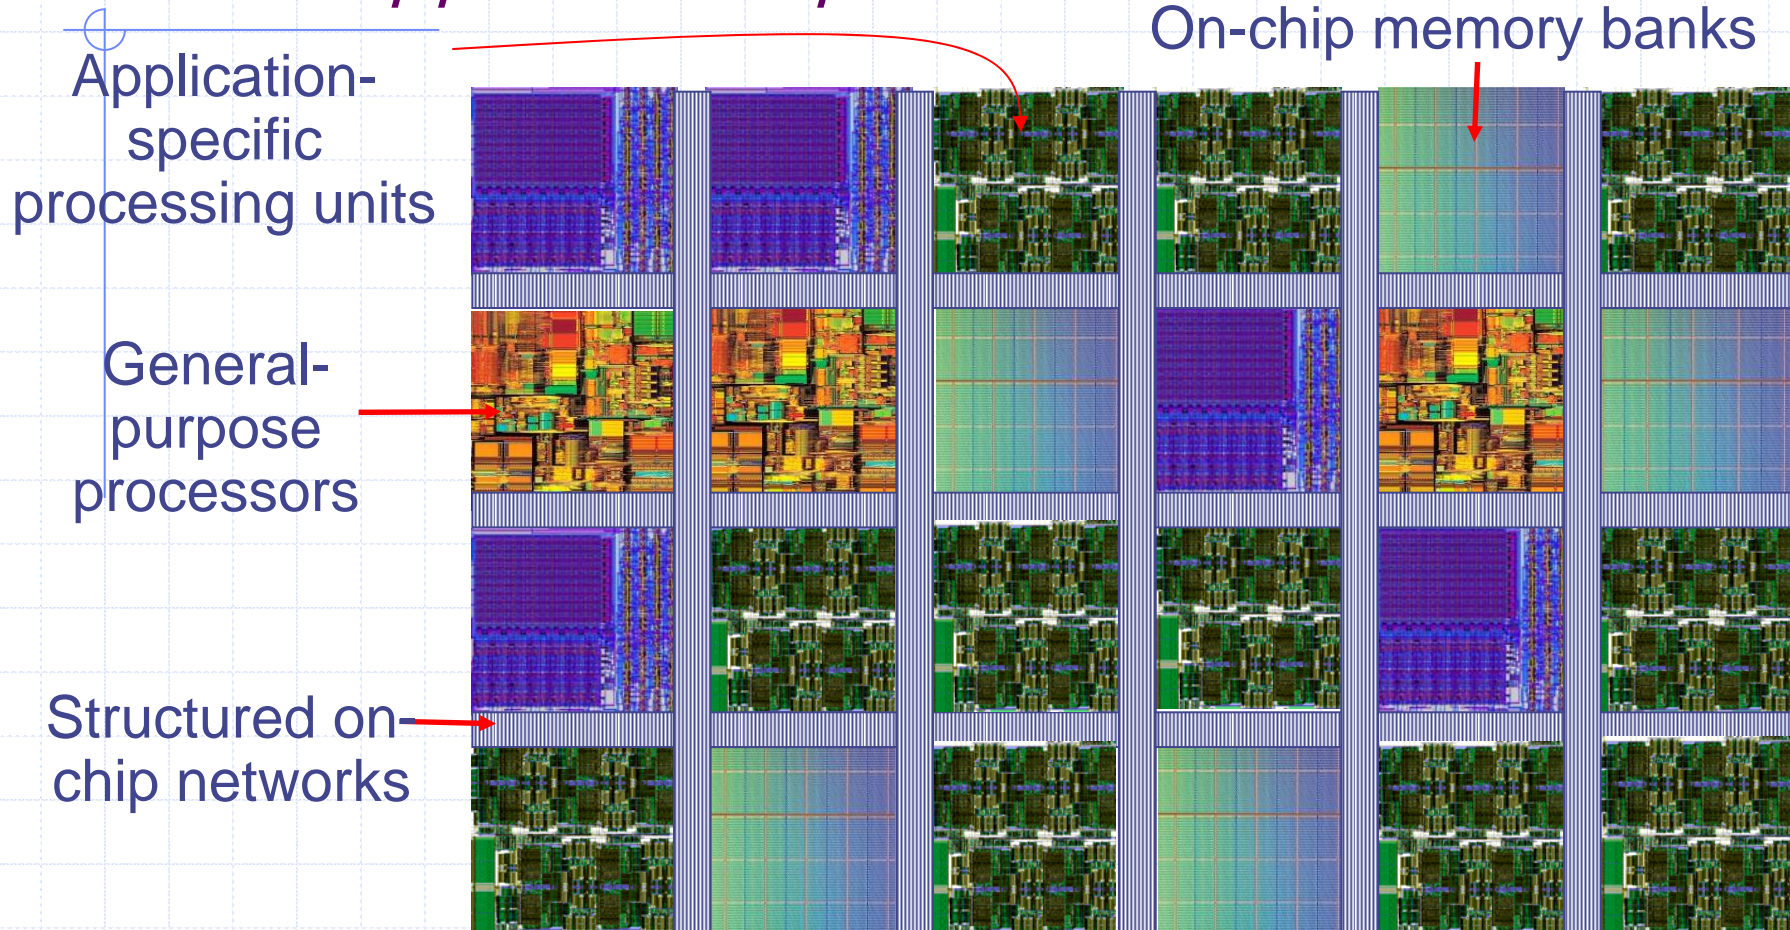 On-chip memory banks
Application-
specific
processing units
General-
purpose
processors
Structured on-
chip networks